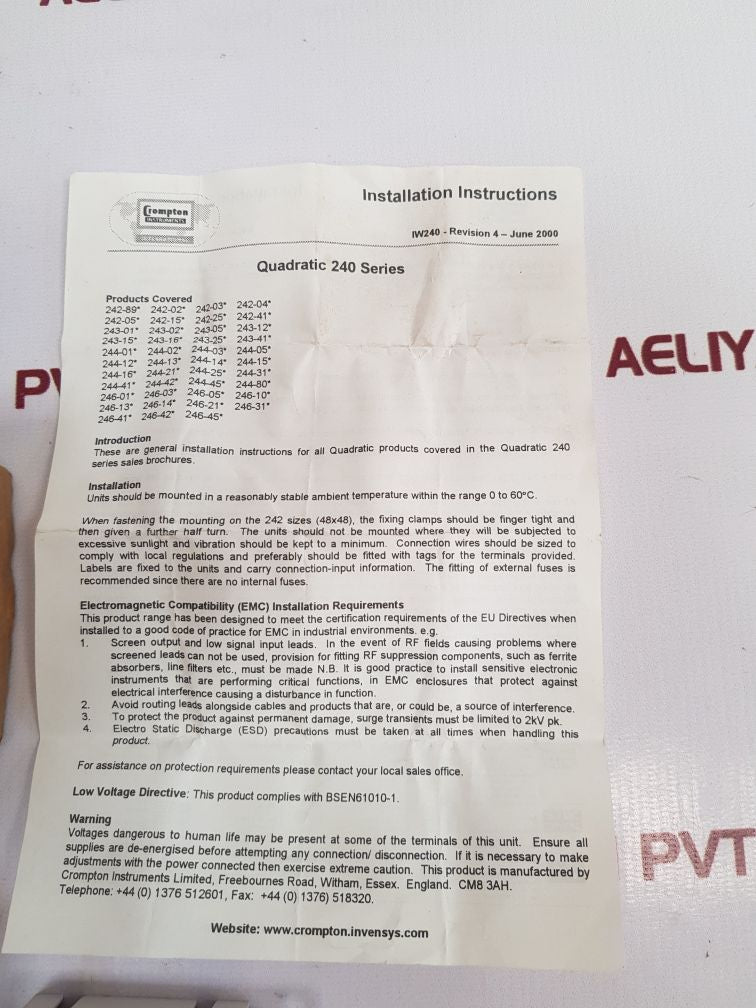 Crompton
INSTRUMENTS
Installation Instructions
IW240 - Revision 4 – June 2000
Quadratic 240 Series
Products Covered
242-89* 242-02* 242-03* 242-04*
242-05* 242-15* 242-25* 242-41*
243-01* 243-02* 243-05* 243-12*
243-15* 243-16* 243-25* 243-41*
244-01* 244-02* 244-03* 244-05*
244-12* 244-13* 244-14* 244-15*
244-16* 244-21* 244-25* 244-31*
244-41* 244-42* 244-45* 244-80*
246-01* 246-03* 246-05* 246-10*
246-13* 246-14* 246-21* 246-31*
246-41* 246-42* 246-45*
Introduction
These are general installation instructions for all Quadratic products covered in the Quadratic 240
series sales brochures.
Installation
Units should be mounted in a reasonably stable ambient temperature within the range 0 to 60°C.
When fastening the mounting on the 242 sizes (48x48), the fixing clamps should be finger tight and
then given a further half turn. The units should not be mounted where they will be subjected to
excessive sunlight and vibration should be kept to a minimum. Connection wires should be sized to
comply with local regulations and preferably should be fitted with tags for the terminals provided.
Labels are fixed to the units and carry connection-input information. The fitting of external fuses is
recommended since there are no internal fuses.
Electromagnetic Compatibility (EMC) Installation Requirements
This product range has been designed to meet the certification requirements of the EU Directives when
installed to a good code of practice for EMC in industrial environments. e.g.
1. Screen output and low signal input leads. In the event of RF fields causing problems where
screened leads can not be used, provision for fitting RF suppression components, such as ferrite
absorbers, line filters etc., must be made N.B. It is good practice to install sensitive electronic
instruments that are performing critical functions, in EMC enclosures that protect against
electrical interference causing a disturbance in function.
2. Avoid routing leads alongside cables and products that are, or could be, a source of interference.
3. To protect the product against permanent damage, surge transients must be limited to 2kV pk.
4. Electro Static Discharge (ESD) precautions must be taken at all times when handling this
product.
For assistance on protection requirements please contact your local sales office.
Low Voltage Directive: This product complies with BSEN61010-1.
Warning
Voltages dangerous to human life may be present at some of the terminals of this unit. Ensure all
supplies are de-energised before attempting any connection/ disconnection. If it is necessary to make
adjustments with the power connected then exercise extreme caution. This product is manufactured by
Crompton Instruments Limited, Freebournes Road, Witham, Essex. England. CM8 3AH.
Telephone: +44 (0) 1376 512601, Fax: +44 (0) 1376) 518320.
Website: www.crompton.invensys.com
AELIY
PV
PVT